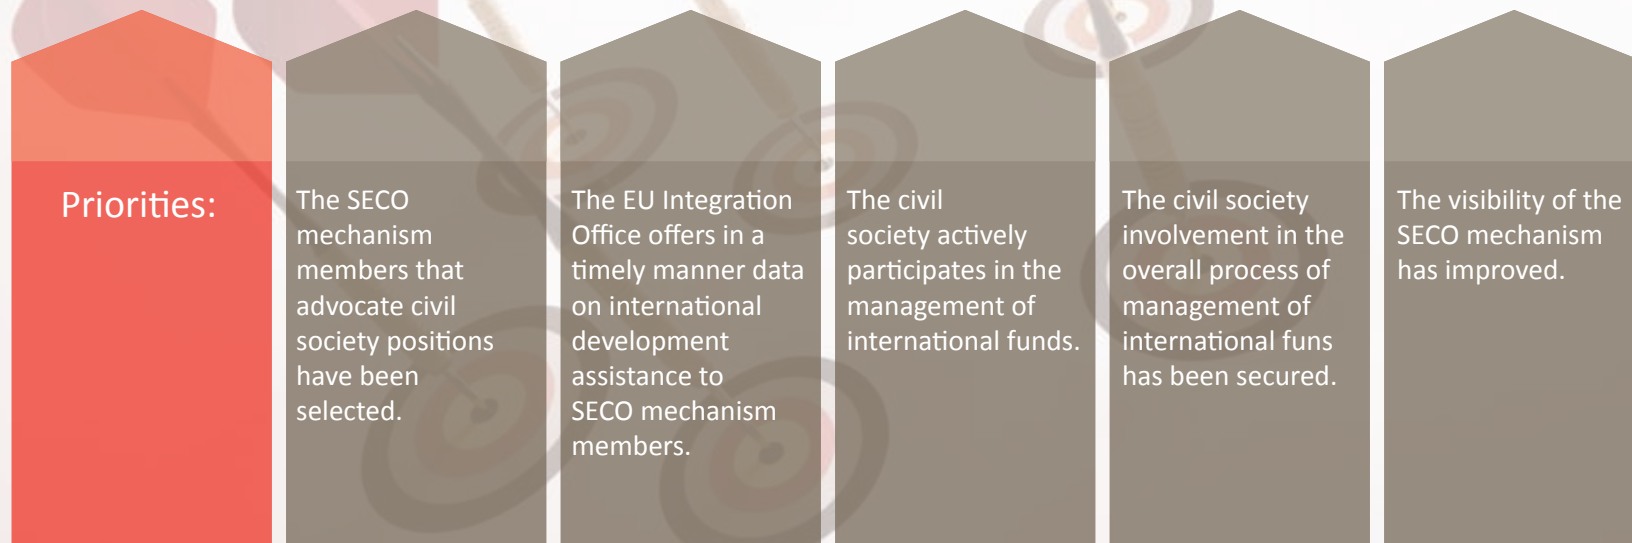 Priorities:
The SECO
mechanism
members that
advocate civil
society positions
have been
selected.
The EU Integration
Office offers in a
timely manner data
on international
development
assistance to
SECO mechanism
members.
The civil
society actively
participates in the
management of
international funds.
The civil society
involvement in the
overall process of
management of
international funs
has been secured.
The visibility of the
SECO mechanism
has improved.